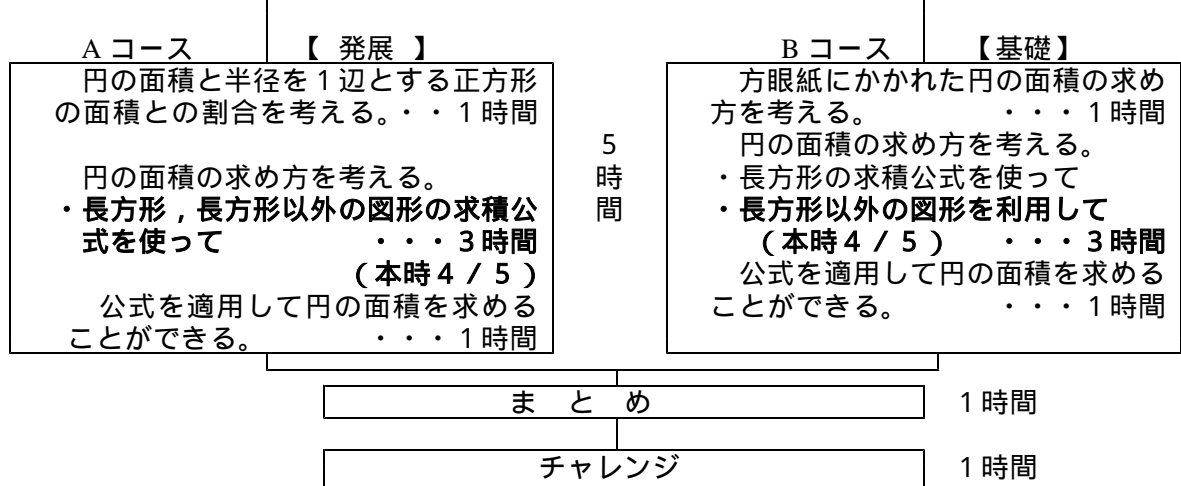 A コース 【 発展 】
円の面積と半径を１辺とする正方形
の面積との割合を考える。・・１時間
円の面積の求め方を考える。
・長方形，長方形以外の図形の求積公
式を使って ・・・３時間
（本時４／５）
公式を適用して円の面積を求める
ことができる。 ・・・１時間
５
時
間
B コース 【基礎】
方眼紙にかかれた円の面積の求め
方を考える。 ・・・１時間
円の面積の求め方を考える。
・長方形の求積公式を使って
・長方形以外の図形を利用して
（本時４／５） ・・・３時間
公式を適用して円の面積を求める
ことができる。 ・・・１時間
ま と め １時間
チャレンジ １時間